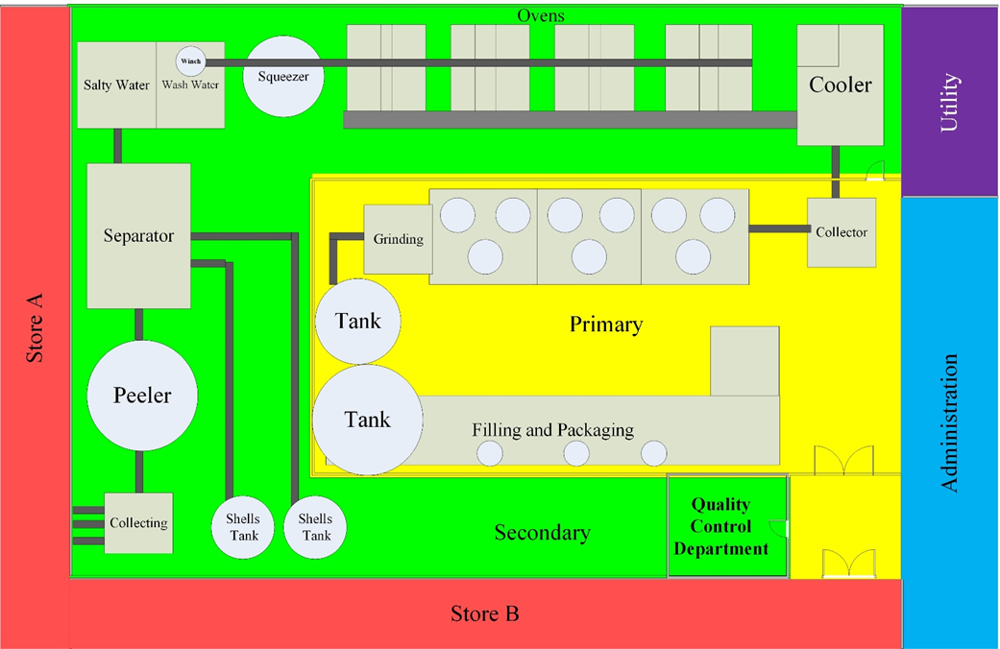 Ovens
Salty Water
Winch
Wash Water
Squeezer
Cooler
Utility
Separator
Grinding
Collector
Store A
Tank
Primary
Peeler
Tank
Filling and Packaging
Administration
Collecting
Shells
Tank
Shells
Tank
Secondary
Quality
Control
Department
Store B